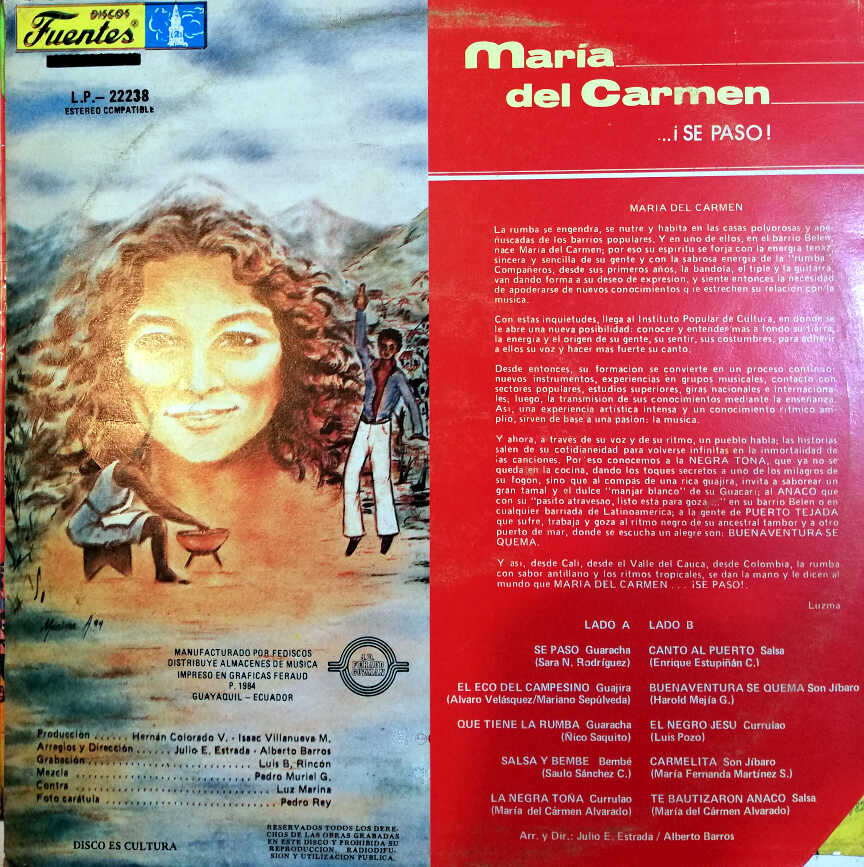 DISCOS
Fuentes®
L.P.- 22238
ESTEREO COMPATIBLE
MANUFACTURADO POR FEDISCOS
DISTRIBUYE ALMACENES DE MUSICA
IMPRESO EN GRAFICAS FERAUD
P. 1984
GUAYAQUIL - ECUADOR
J.D.
FERAUD
GUZMAN
Producción ...... Hernán Colorado V. - Isaac Villanueva M.
Arreglos y Dirección ...... Julio E. Estrada - Alberto Barros
Grabación ...... Luis B. Rincón
Mezcla ...... Pedro Muriel G.
Contra ...... Luz Marina
Foto carátula ...... Pedro Rey
DISCO ES CULTURA
RESERVADOS TODOS LOS DERE-
CHOS DE LAS OBRAS GRABADAS
EN ESTE DISCO Y PROHIBIDA SU
REPRODUCCION, RADIODIFU-
SION Y UTILIZACION PUBLICA.
María
del Carmen
...¡SE PASO!
MARIA DEL CARMEN
La rumba se engendra, se nutre y habita en las casas polvorosas y ape-
ñuscadas de los barrios populares. Y en uno de ellos, en el barrio Belén,
nace María del Carmen; por eso su espíritu se forja con la energía tenaz,
sincera y sencilla de su gente y con la sabrosa energía de la "rumba".
Compañeros, desde sus primeros años, la bandola, el tiple y la guitarra,
van dando forma a su deseo de expresión, y siente entonces la necesidad
de apoderarse de nuevos conocimientos que estrechen su relación con la
música.
Con estas inquietudes, llega al Instituto Popular de Cultura, en donde se
le abre una nueva posibilidad: conocer y entender mas a fondo su tierra,
la energía y el origen de su gente, su sentir, sus costumbres, para adherir
a ellos su voz y hacer mas fuerte su canto.
Desde entonces, su formación se convierte en un proceso continuo:
nuevos instrumentos, experiencias en grupos musicales, contacto con
sectores populares, estudios superiores, giras nacionales e internaciona-
les; luego, la transmisión de sus conocimientos mediante la enseñanza.
Así, una experiencia artística intensa y un conocimiento rítmico am-
plio, sirven de base a una pasión: la musica.
Y ahora, a través de su voz y de su ritmo, un pueblo habla; las historias
salen de su cotidianeidad para volverse infinitas en la inmortalidad de
las canciones. Por eso conocemos a la NEGRA TOÑA, que ya no se
queda en la cocina, dando los toques secretos a uno de los milagros de
su fogon, sino que al compás de una rica guajira, invita a saborear un
gran tamal y el dulce "manjar blanco" de su Guacarí; al ANACO que
con su "pasito atravesao, listo está para goza ..." en su barrio Belén o en
cualquier barriada de Latinoamerica; a la gente de PUERTO TEJADA
que sufre, trabaja y goza al ritmo negro de su ancestral tambor y a otro
puerto de mar, donde se escucha un alegre son: BUENAVENTURA SE
QUEMA.
Y así, desde Cali, desde el Valle del Cauca, desde Colombia, la rumba
con sabor antillano y los ritmos tropicales, se dan la mano y le dicen al
mundo que MARIA DEL CARMEN .... ¡SE PASO!.
Luzma
LADO A
SE PASO Guaracha
(Sara N. Rodríguez)
EL ECO DEL CAMPESINO Guajira
(Alvaro Velásquez/Mariano Sepúlveda)
QUE TIENE LA RUMBA Guaracha
(Ñico Saquito)
SALSA Y BEMBE Bembé
(Saulo Sánchez C.)
LA NEGRA TOÑA Currulao
(María del Cármen Alvarado)
LADO B
CANTO AL PUERTO Salsa
(Enrique Estupiñán C.)
BUENAVENTURA SE QUEMA Son Jíbaro
(Harold Mejía G.)
EL NEGRO JESU Currulao
(Luis Pozo)
CARMELITA Son Jíbaro
(María Fernanda Martínez S.)
TE BAUTIZARON ANACO Salsa
(María del Cármen Alvarado)
Arr. y Dir.: Julio E. Estrada / Alberto Barros